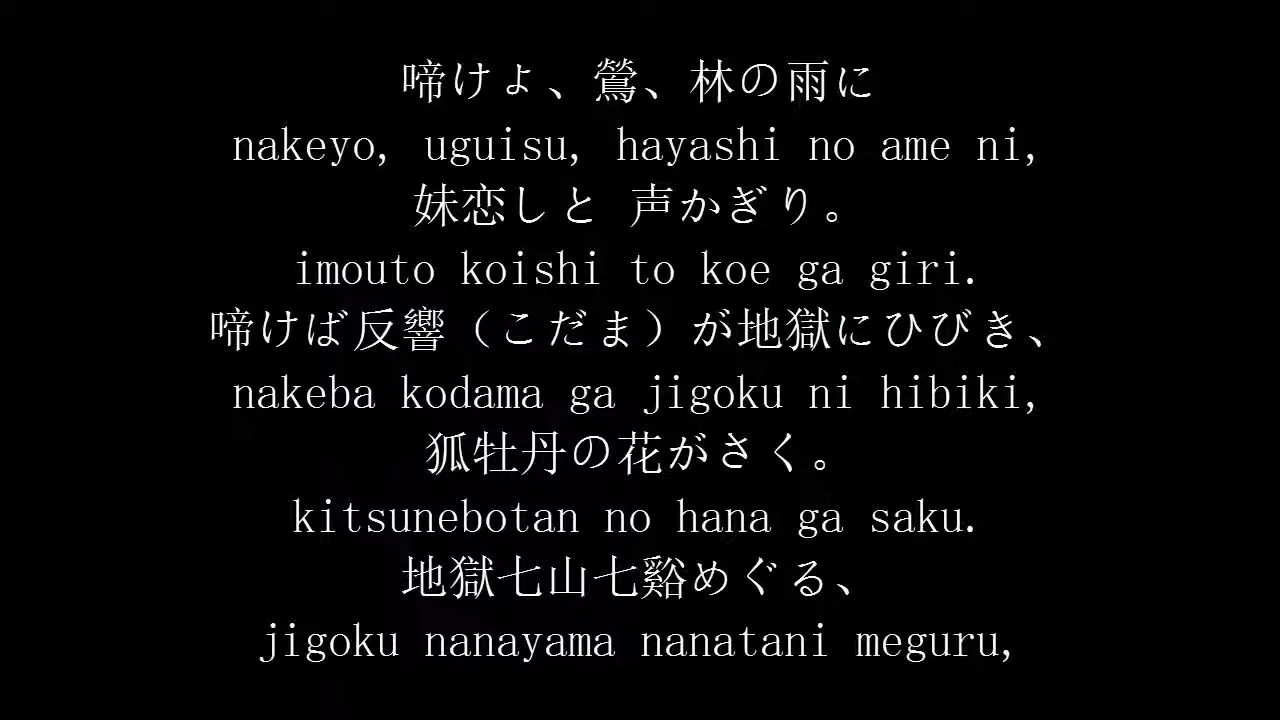 啼けょ、鶯、林の雨に
nakeyo, uguisu, hayashi no ame ni,
妹恋しと 声かぎり。
imouto koishi to koe ga giri.
啼けば反響（こだま）が地獄にひびき、
nakeba kodama ga jigoku ni hibiki,
狐牡丹の花がさく。
kitsunebotan no hana ga saku.
地獄七山七谿めぐる、
jigoku nanayama nanatani meguru,